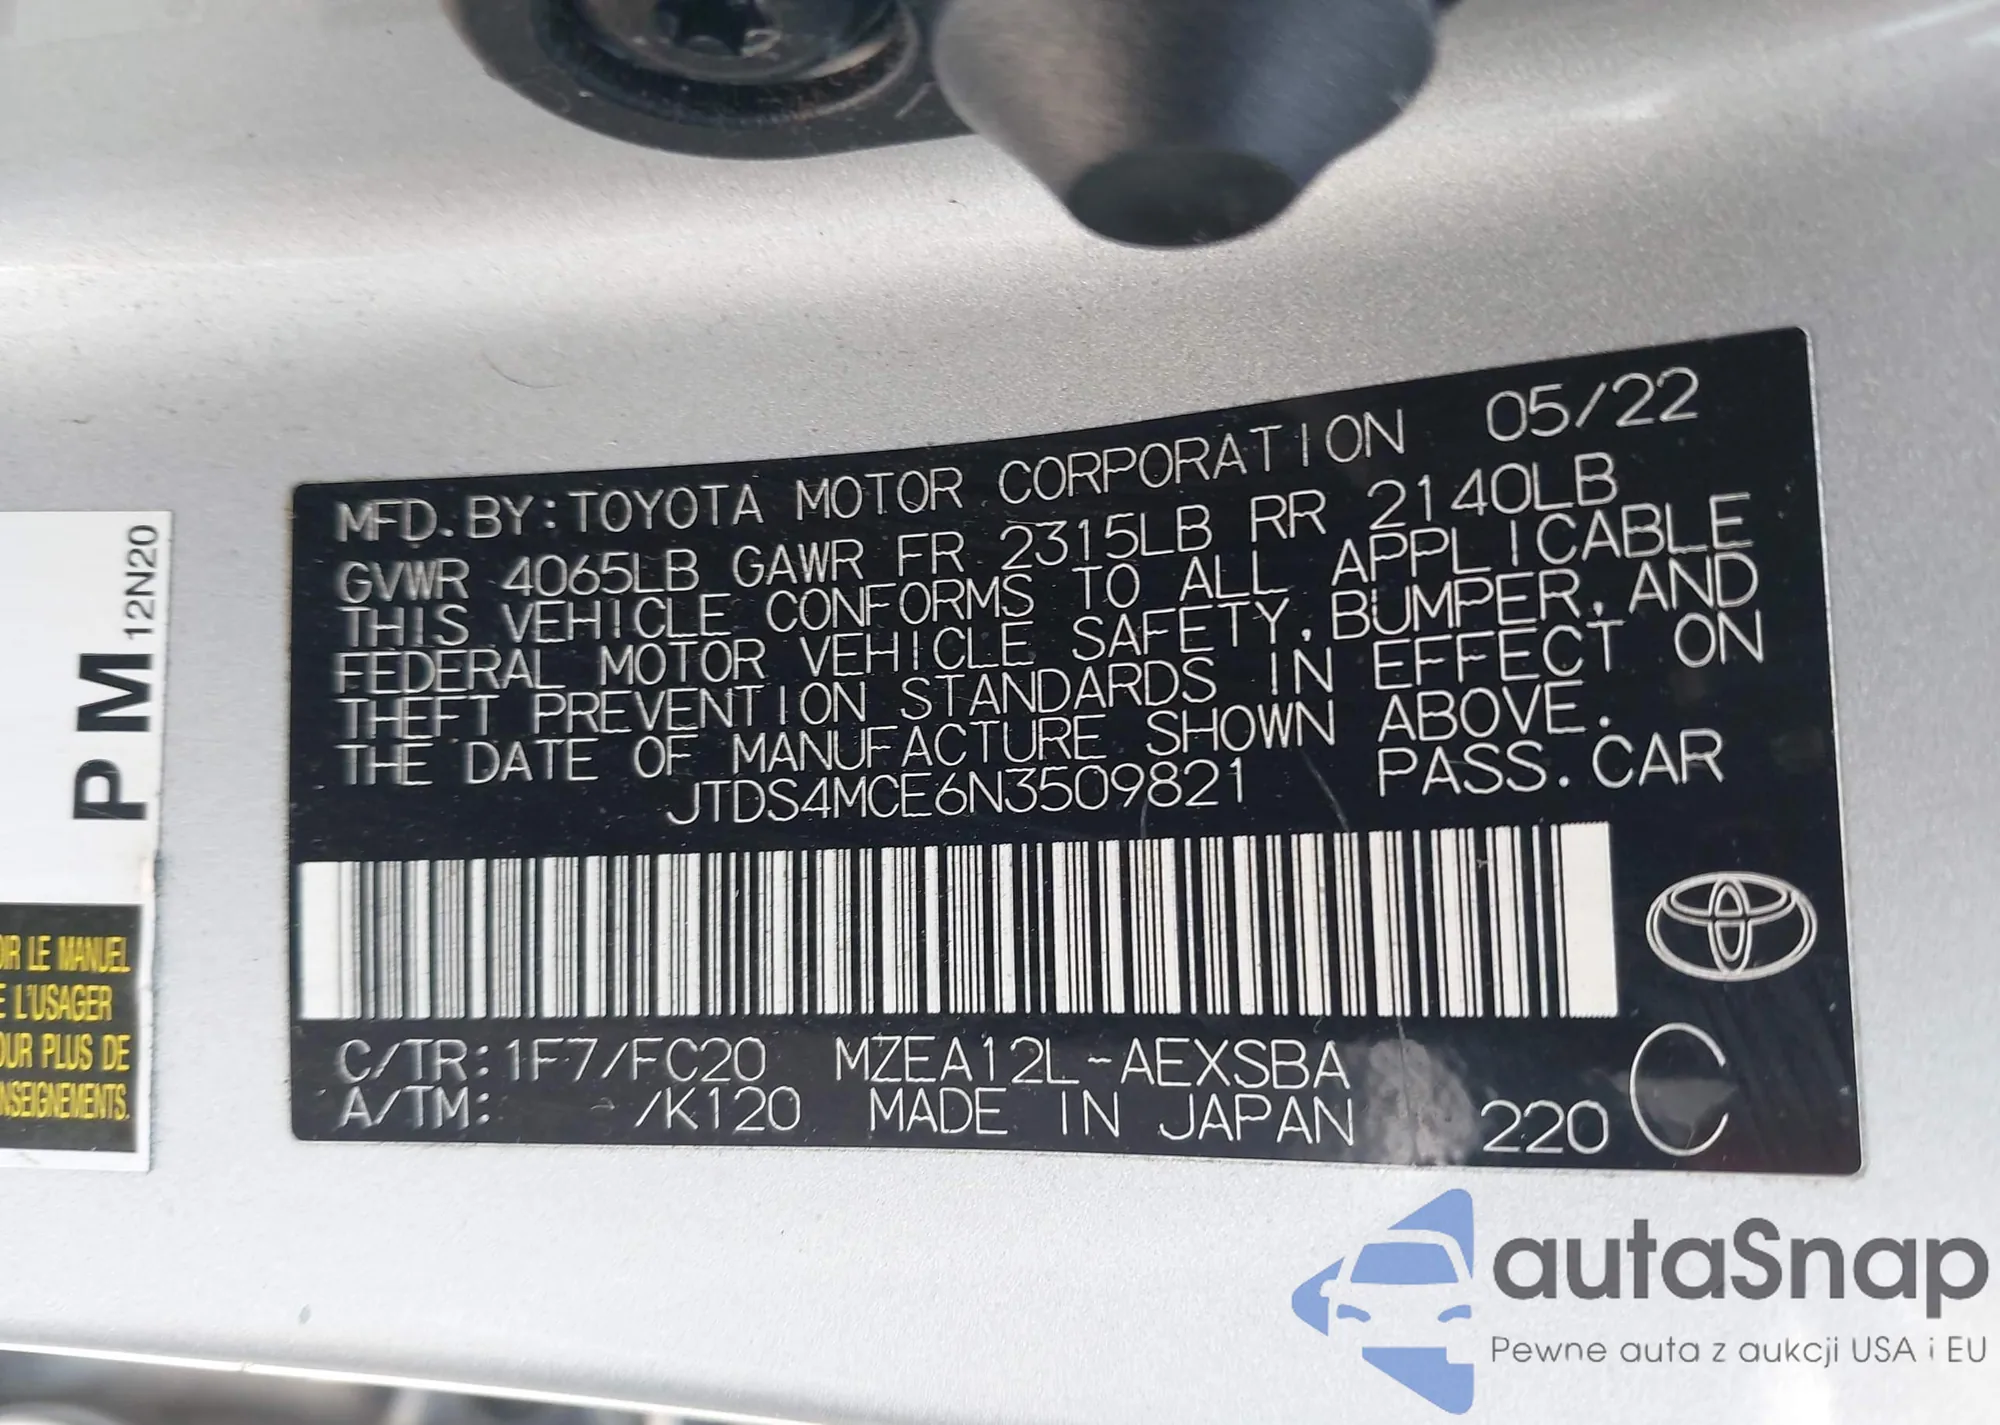 MFD.BY:TOYOTA MOTOR CORPORATION 05/22
GVWR 4065LB GAWR FR 2315LB RR 2140LB
THIS VEHICLE CONFORMS TO ALL APPLICABLE
FEDERAL MOTOR VEHICLE SAFETY, BUMPER, AND
THEFT PREVENTION STANDARDS IN EFFECT ON
THE DATE OF MANUFACTURE SHOWN ABOVE.
JTDS4MCE6N3509821 PASS.CAR
C/TR:1F7/FC20 MZEA12L-AEXSBA
A/TM: -/K120 MADE IN JAPAN 220 C
PM 12N20
LE MANUEL
L'USAGER
PLUS DE
autaSnap
Pewne auta z aukcji USA i EU